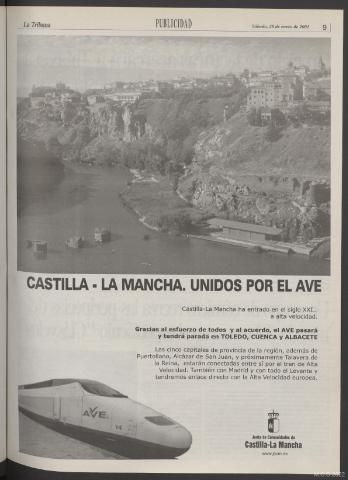 La Tribuna
PUBLICIDAD
9
CASTILLA - LA MANCHA. UNIDOS POR EL AVE
Castilla-La Mancha ha entrado en el siglo XXI...
a alta velocidad.
Gracias al esfuerzo de todos y al acuerdo, el AVE pasará
y tendrá parada en TOLEDO, CUENCA y ALBACETE
Las cinco capitales de provincia de la región, además de
Puertollano, Alcázar de San Juan, y próximamente Talavera de
la Reina, estarán conectadas entre sí por el tren de Alta
Velocidad. También con Madrid y con todo el Levante y
tendremos enlace directo con la Alta Velocidad europea.
AVE
Junta de Comunidades de
Castilla-La Mancha
www.jccm.es